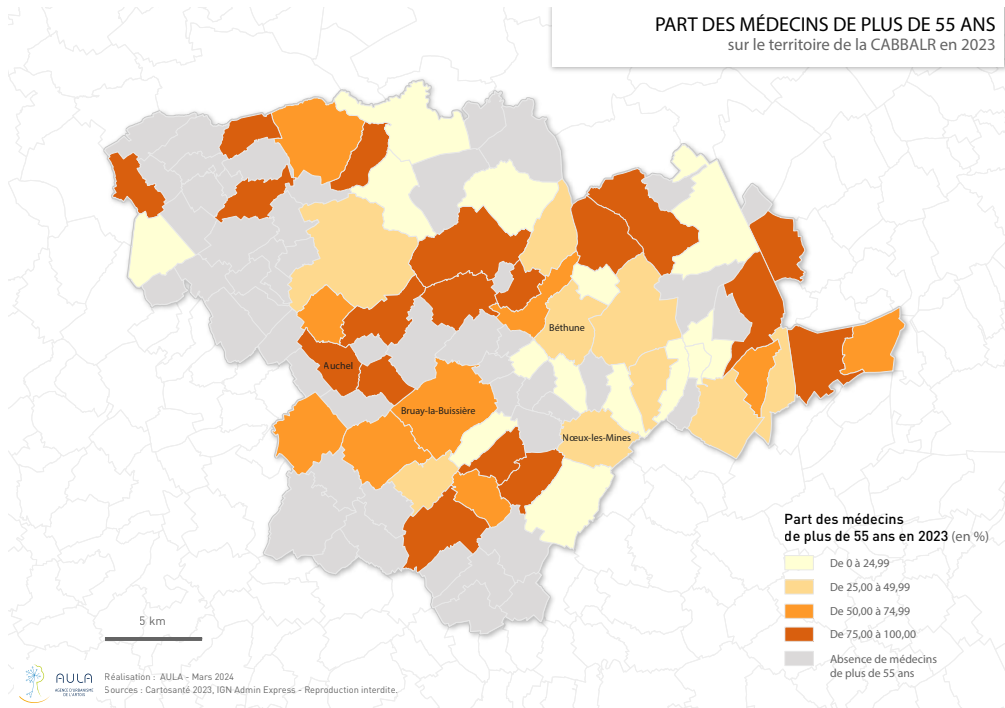 PART DES MÉDECINS DE PLUS DE 55 ANS
sur le territoire de la CABBALR en 2023
Béthune
Auchel
Bruay-la-Buissière
Nœux-les-Mines
Part des médecins
de plus de 55 ans en 2023 (en %)
De 0 à 24,99
De 25,00 à 49,99
De 50,00 à 74,99
De 75,00 à 100,00
Absence de médecins
de plus de 55 ans
5 km
AULA
AGENCE D'URBANISME
DE L'ARTOIS
Réalisation : AULA - Mars 2024
Sources : Cartosanté 2023, IGN Admin Express - Reproduction interdite.